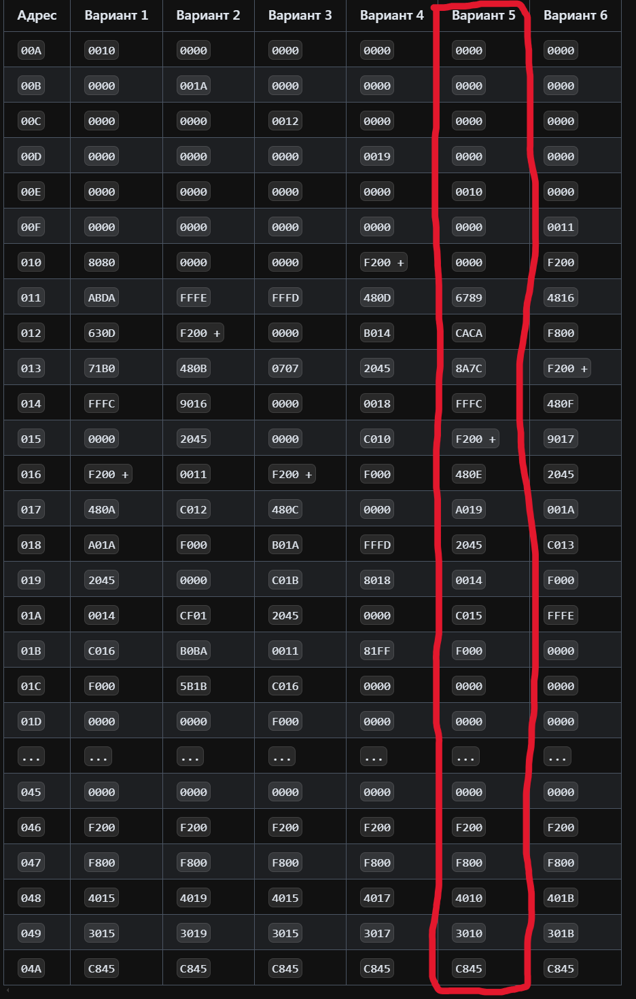 Адрес Вариант 1 Вариант 2 Вариант 3 Вариант 4 Вариант 5 Вариант 6
00A 0010 0000 0000 0000 0000 0000
00B 0000 001A 0000 0000 0000 0000
00C 0000 0000 0012 0000 0000 0000
00D 0000 0000 0000 0019 0000 0000
00E 0000 0000 0000 0000 0010 0000
00F 0000 0000 0000 0000 0000 0011
010 8080 0000 0000 F200 + 0000 F200
011 ABDA FFFE FFFD 480D 6789 4816
012 630D F200 + 0000 B014 CACA F800
013 71B0 480B 0707 2045 8A7C F200 +
014 FFFC 9016 0000 0018 FFFC 480F
015 0000 2045 0000 C010 F200 + 9017
016 F200 + 0011 F200 + F000 480E 2045
017 480A C012 480C 0000 A019 001A
018 A01A F000 B01A FFFD 2045 C013
019 2045 0000 C01B 8018 0014 F000
01A 0014 CF01 2045 0000 C015 FFFE
01B C016 B0BA 0011 81FF F000 0000
01C F000 5B1B C016 0000 0000 0000
01D 0000 0000 F000 0000 0000 0000
... ... ... ... ... ... ...
045 0000 0000 0000 0000 0000 0000
046 F200 F200 F200 F200 F200 F200
047 F800 F800 F800 F800 F800 F800
048 4015 4019 4015 4017 4010 401B
049 3015 3019 3015 3017 3010 301B
04A C845 C845 C845 C845 C845 C845